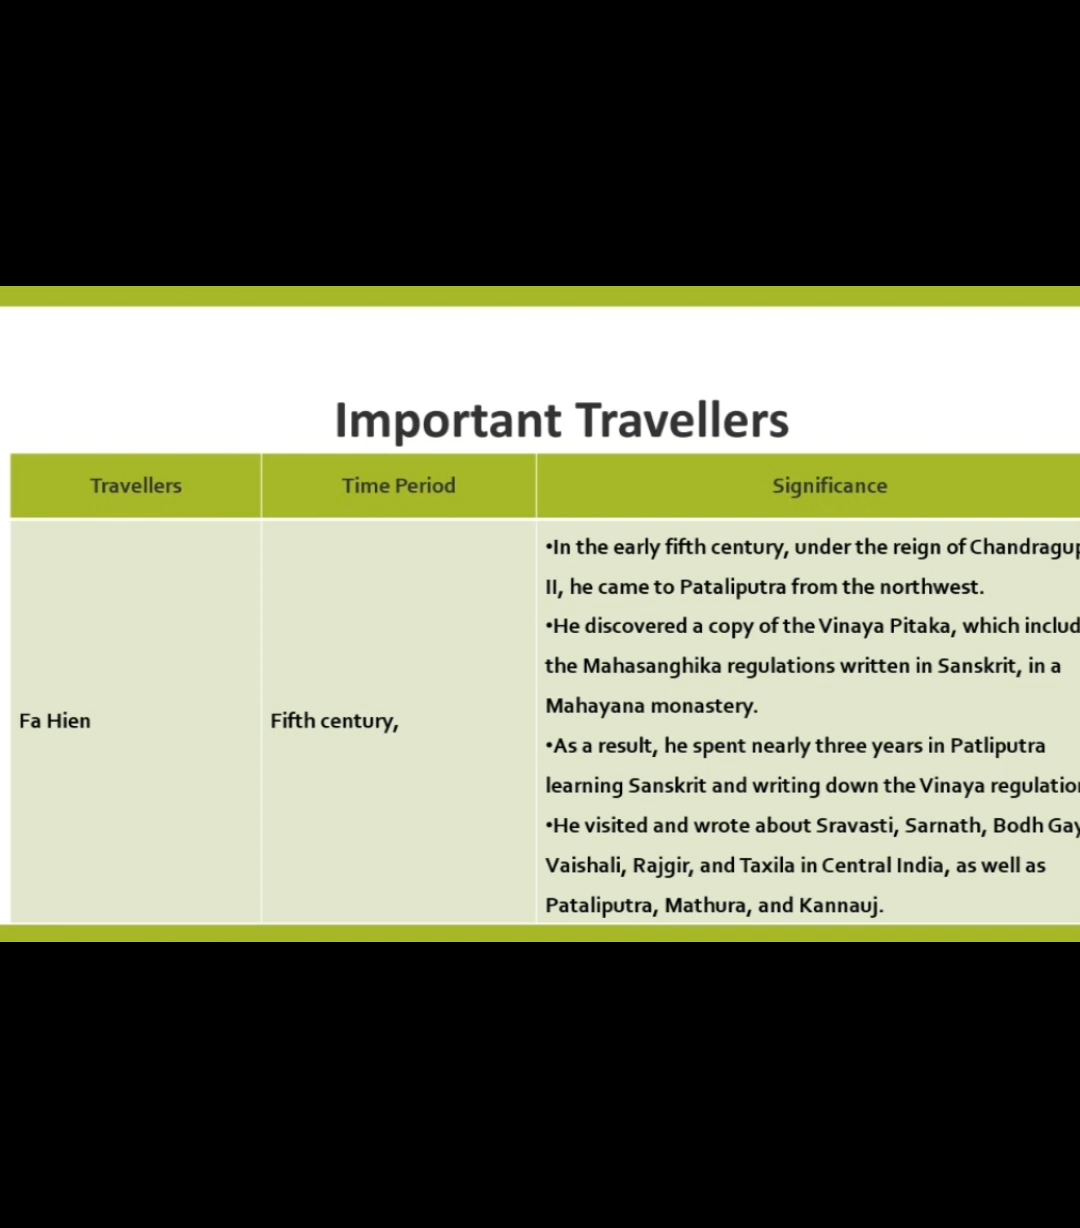 Important Travellers
Travellers Time Period Significance
•In the early fifth century, under the reign of
II, he came to Pataliputra from the northwest.
•He discovered a copy of the Vinaya Pitaka, which
the Mahasanghika regulations written in Sanskrit, in a
Mahayana monastery.
Fa Hien Fifth century,
•As a result, he spent nearly three years in Patliputra
learning Sanskrit and writing down the Vinaya
•He visited and wrote about Sravasti, Sarnath, Bodh
Vaishali, Rajgir, and Taxila in Central India, as well as
Pataliputra, Mathura, and Kannauj.